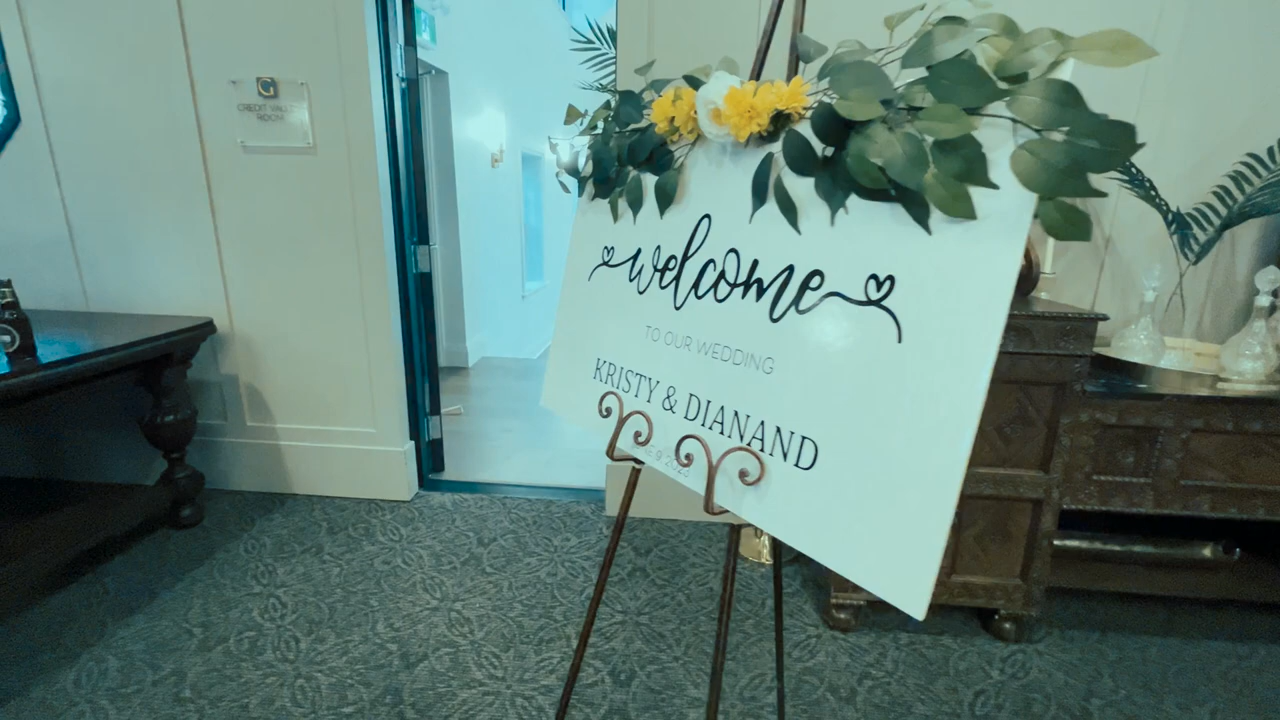 G
CREDIT VALLEY
ROOM
welcome
TO OUR WEDDING
KRISTY & DIANAND